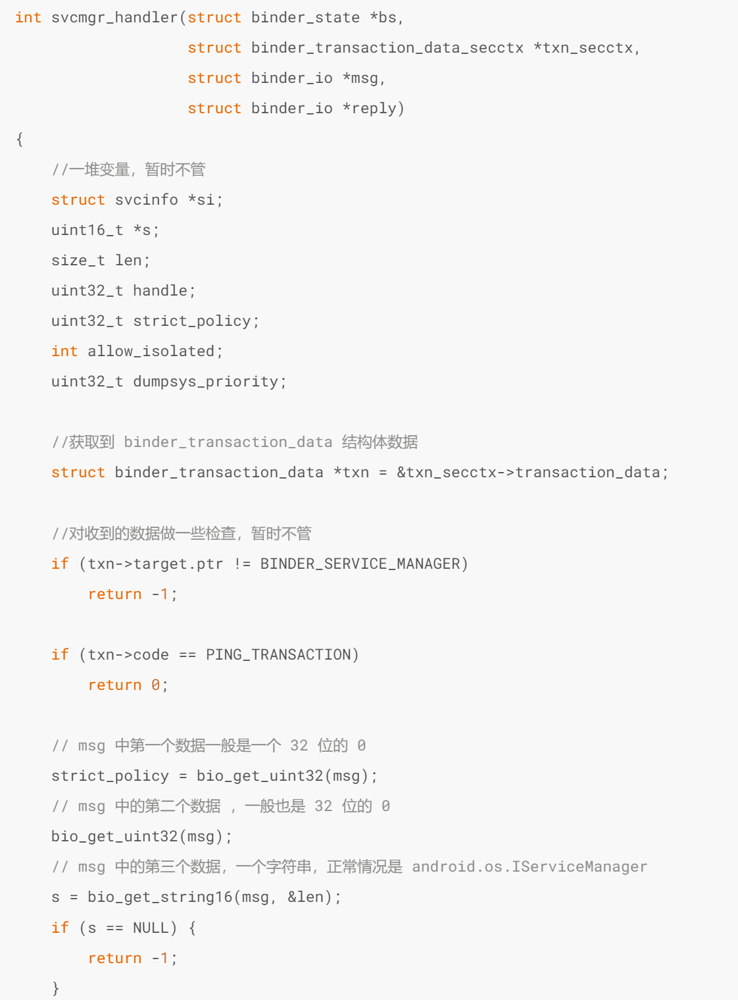 int svcmgr_handler(struct binder_state *bs,
                   struct binder_transaction_data_secctx *txn_secctx,
                   struct binder_io *msg,
                   struct binder_io *reply)
{
    //一堆变量，暂时不管
    struct svcinfo *si;
    uint16_t *s;
    size_t len;
    uint32_t handle;
    uint32_t strict_policy;
    int allow_isolated;
    uint32_t dumpsys_priority;

    //获取到 binder_transaction_data 结构体数据
    struct binder_transaction_data *txn = &txn_secctx->transaction_data;

    //对收到的数据做一些检查，暂时不管
    if (txn->target.ptr != BINDER_SERVICE_MANAGER)
        return -1;

    if (txn->code == PING_TRANSACTION)
        return 0;

    // msg 中第一个数据一般是一个 32 位的 0
    strict_policy = bio_get_uint32(msg);
    // msg 中的第二个数据 ，一般也是 32 位的 0
    bio_get_uint32(msg);
    // msg 中的第三个数据，一个字符串，正常情况是 android.os.IServiceManager
    s = bio_get_string16(msg, &len);
    if (s == NULL) {
        return -1;
    }